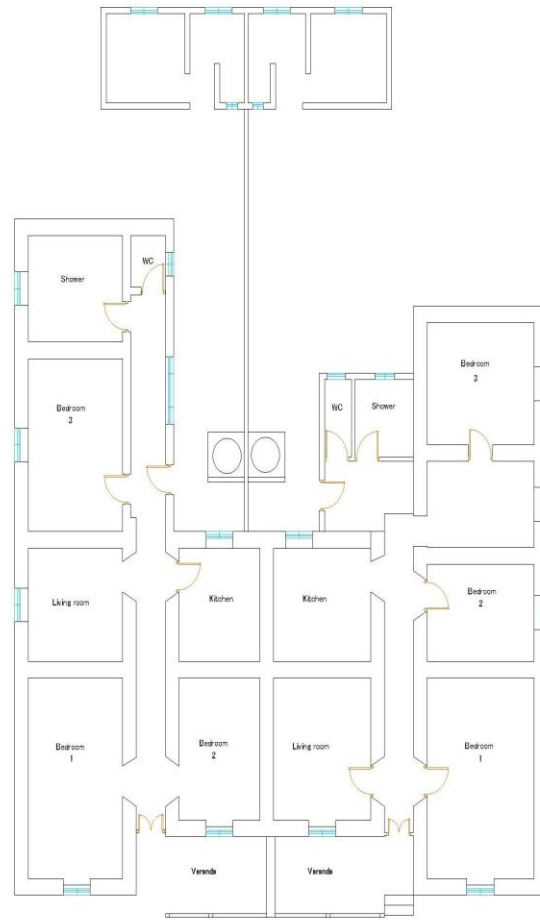 WC
Shower
Bedroom
3
Bedroom
3
WC
Shower
Living room
Kitchen
Kitchen
Bedroom
2
Bedroom
1
Bedroom
2
Living room
Bedroom
1
Veranda
Veranda